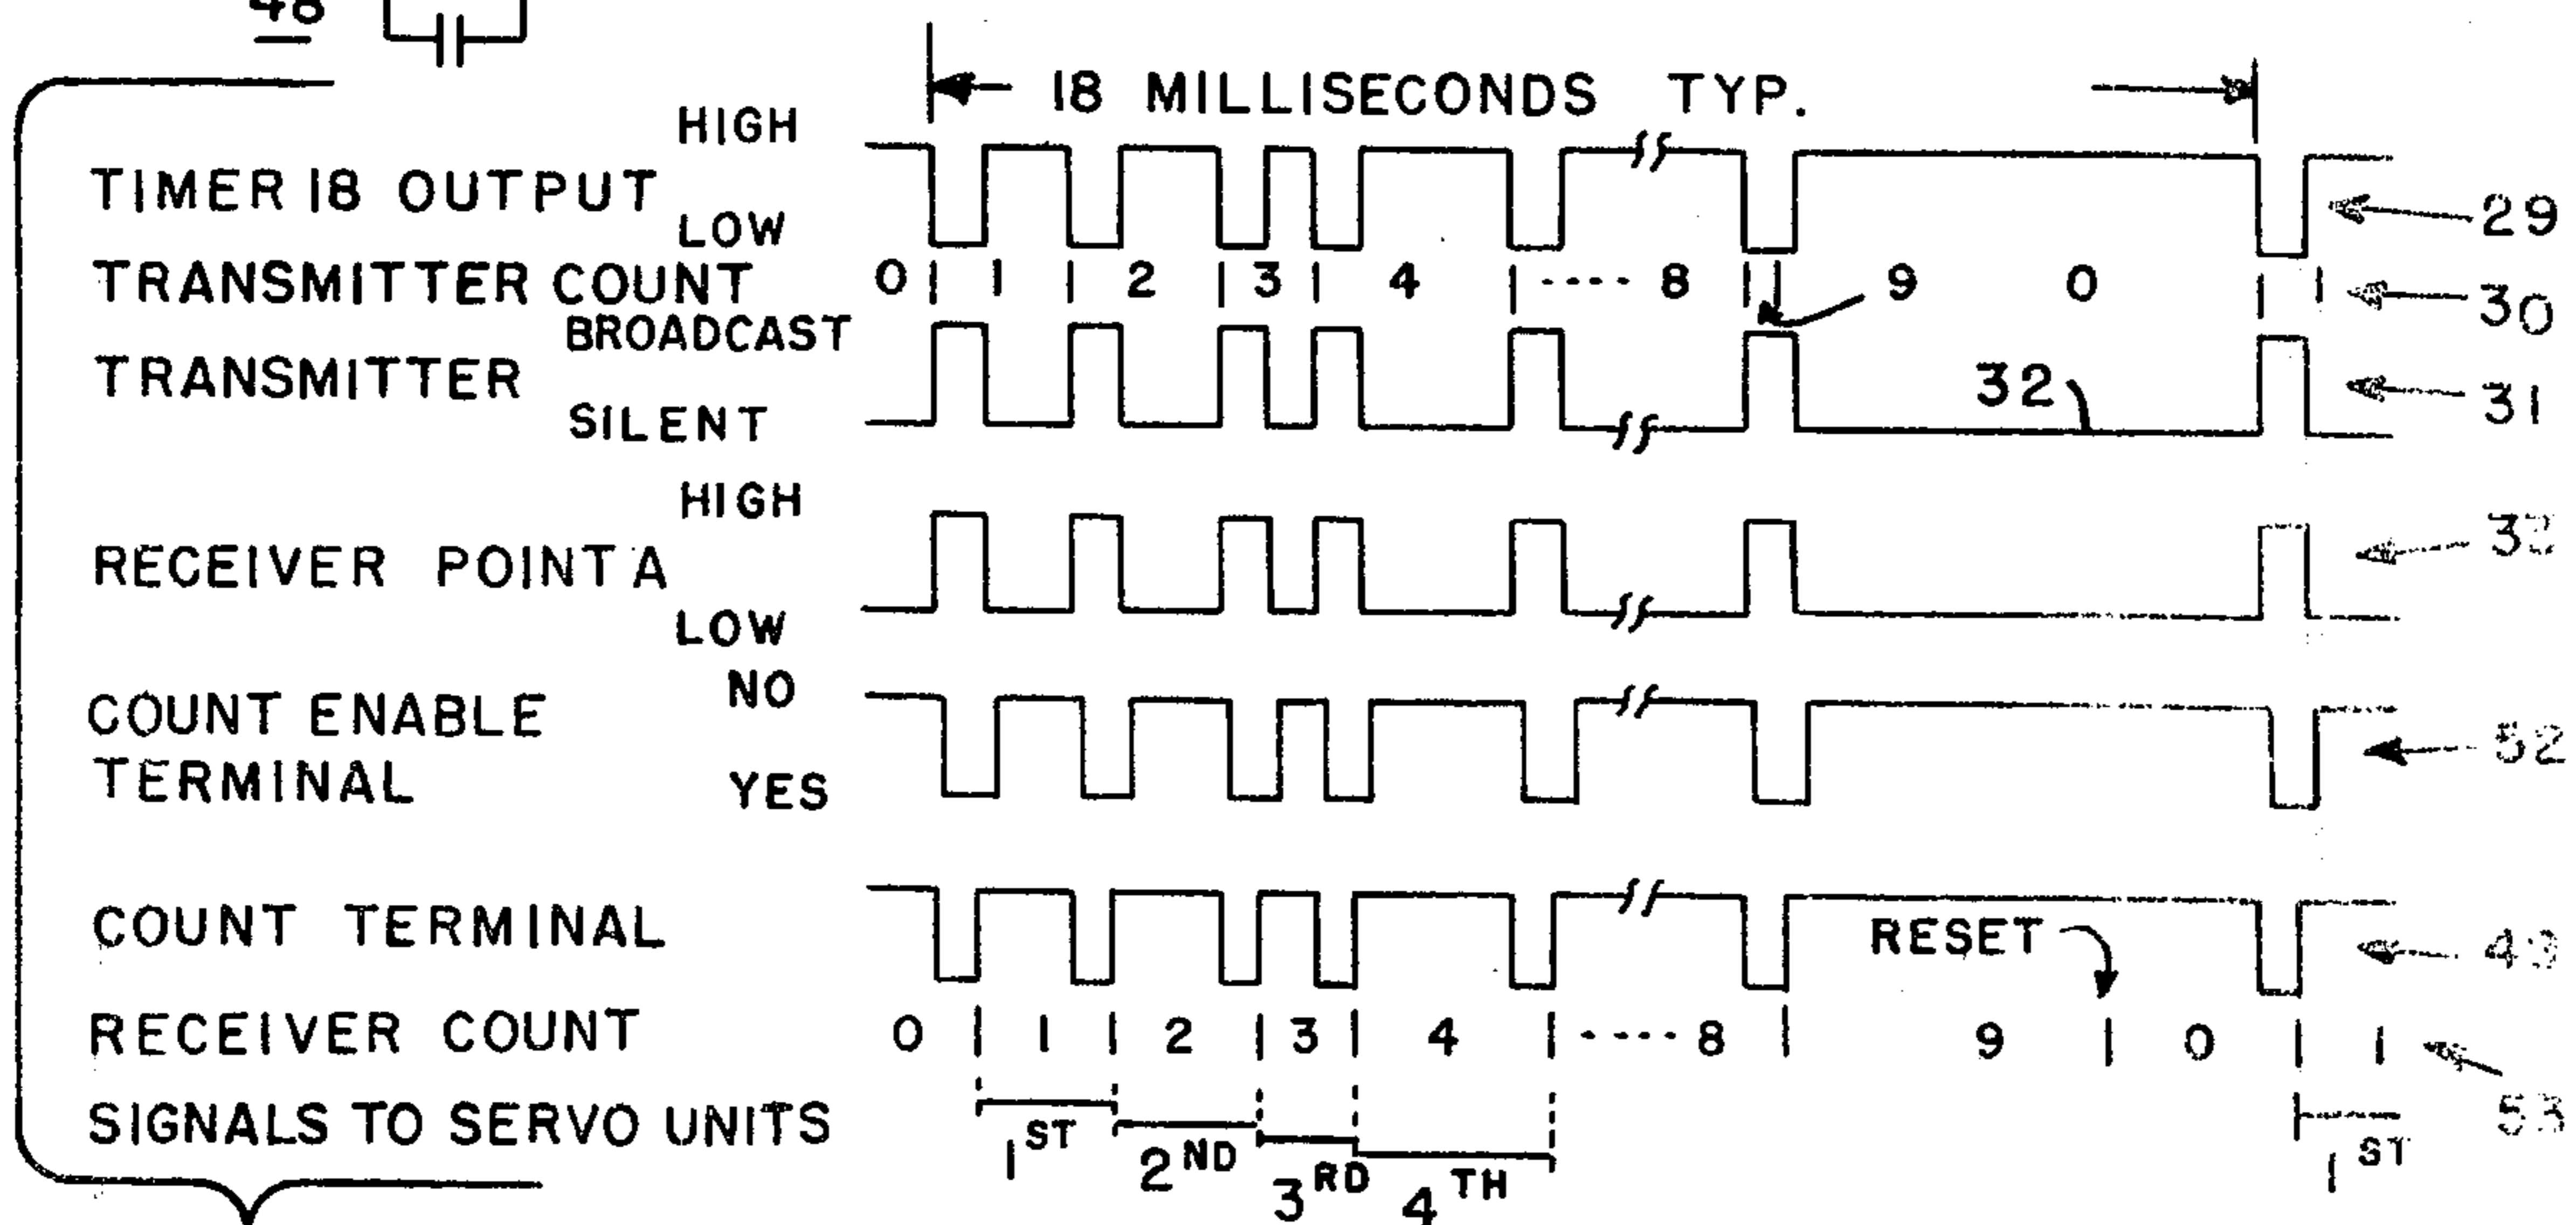 48
18 MILLISECONDS TYP.
HIGH
TIMER 18 OUTPUT
LOW
29
TRANSMITTER COUNT 0 1 2 3 4 ---- 8 9 0
30
BROADCAST
TRANSMITTER
SILENT
32
31
HIGH
RECEIVER POINT A
LOW
NO
COUNT ENABLE
TERMINAL
YES
52
COUNT TERMINAL
RESET
RECEIVER COUNT 0 1 2 3 4 ---- 8 9 0 1
53
SIGNALS TO SERVO UNITS
1ST 2ND 3RD 4TH 1ST